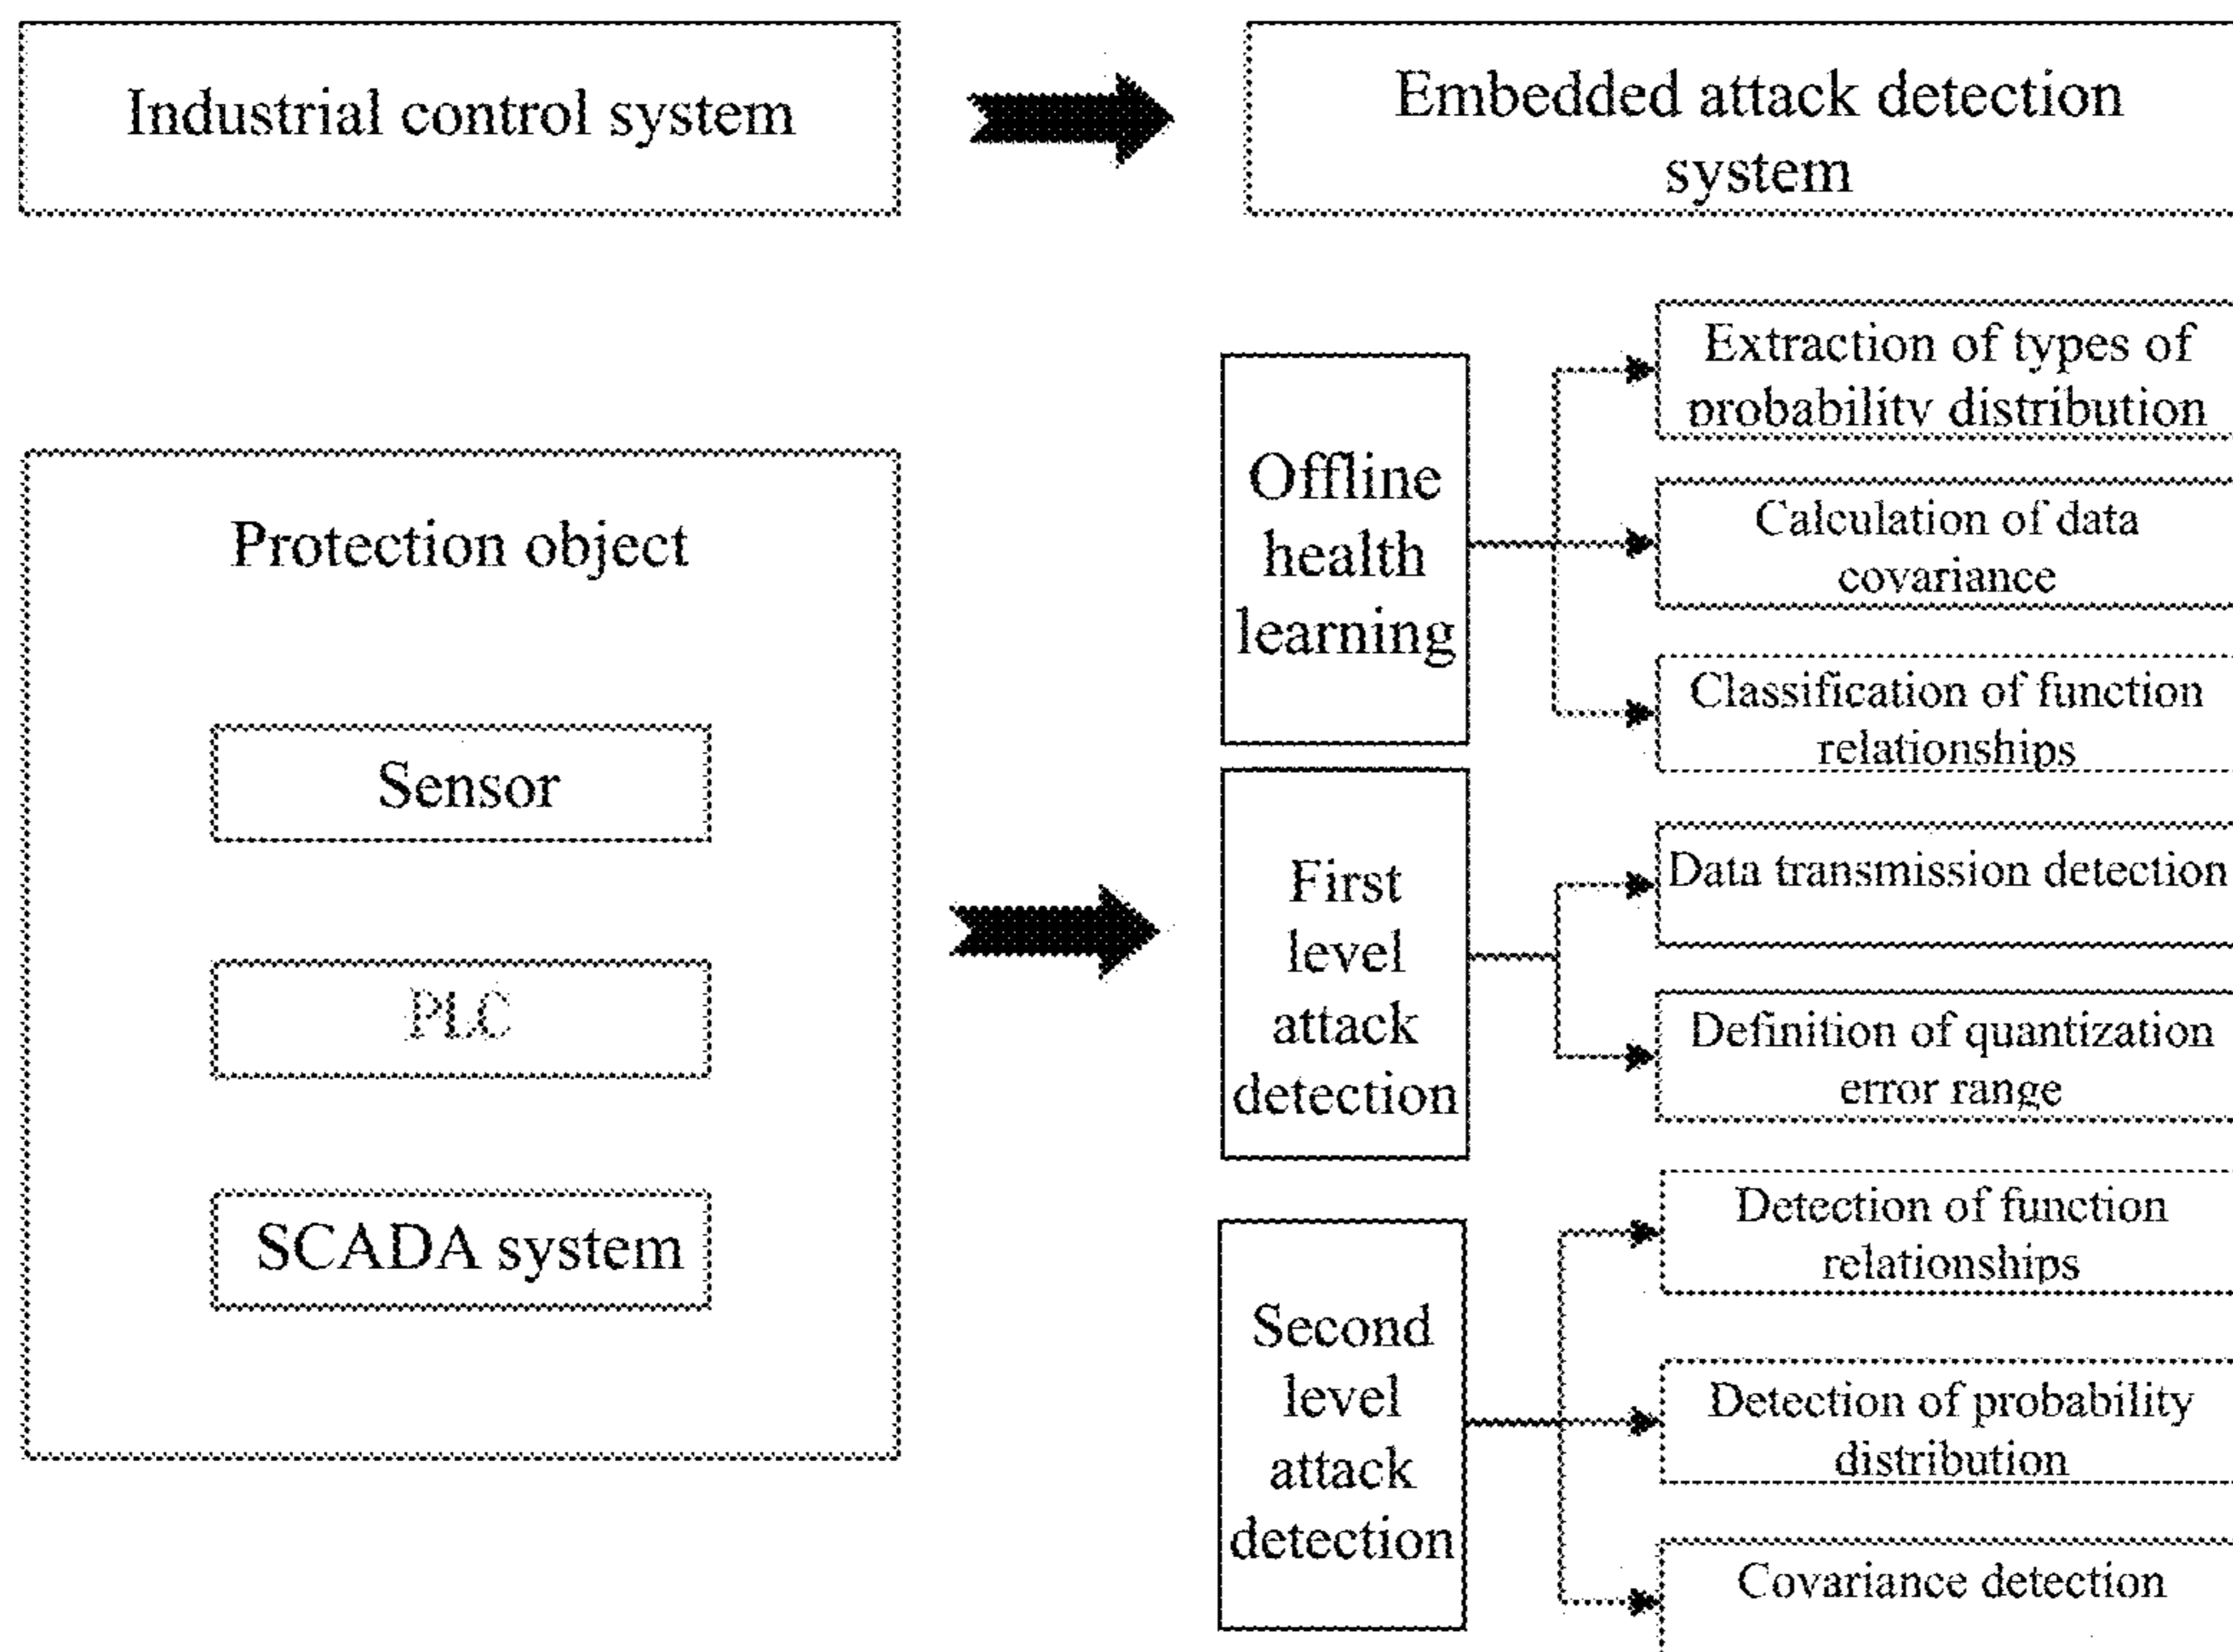 Industrial control system
Embedded attack detection
system
Protection object
Sensor
PLC
SCADA system
Offline
health
learning
Extraction of types of
probability distribution
Calculation of data
covariance
Classification of function
relationships
First
level
attack
detection
Data transmission detection
Definition of quantization
error range
Second
level
attack
detection
Detection of function
relationships
Detection of probability
distribution
Covariance detection